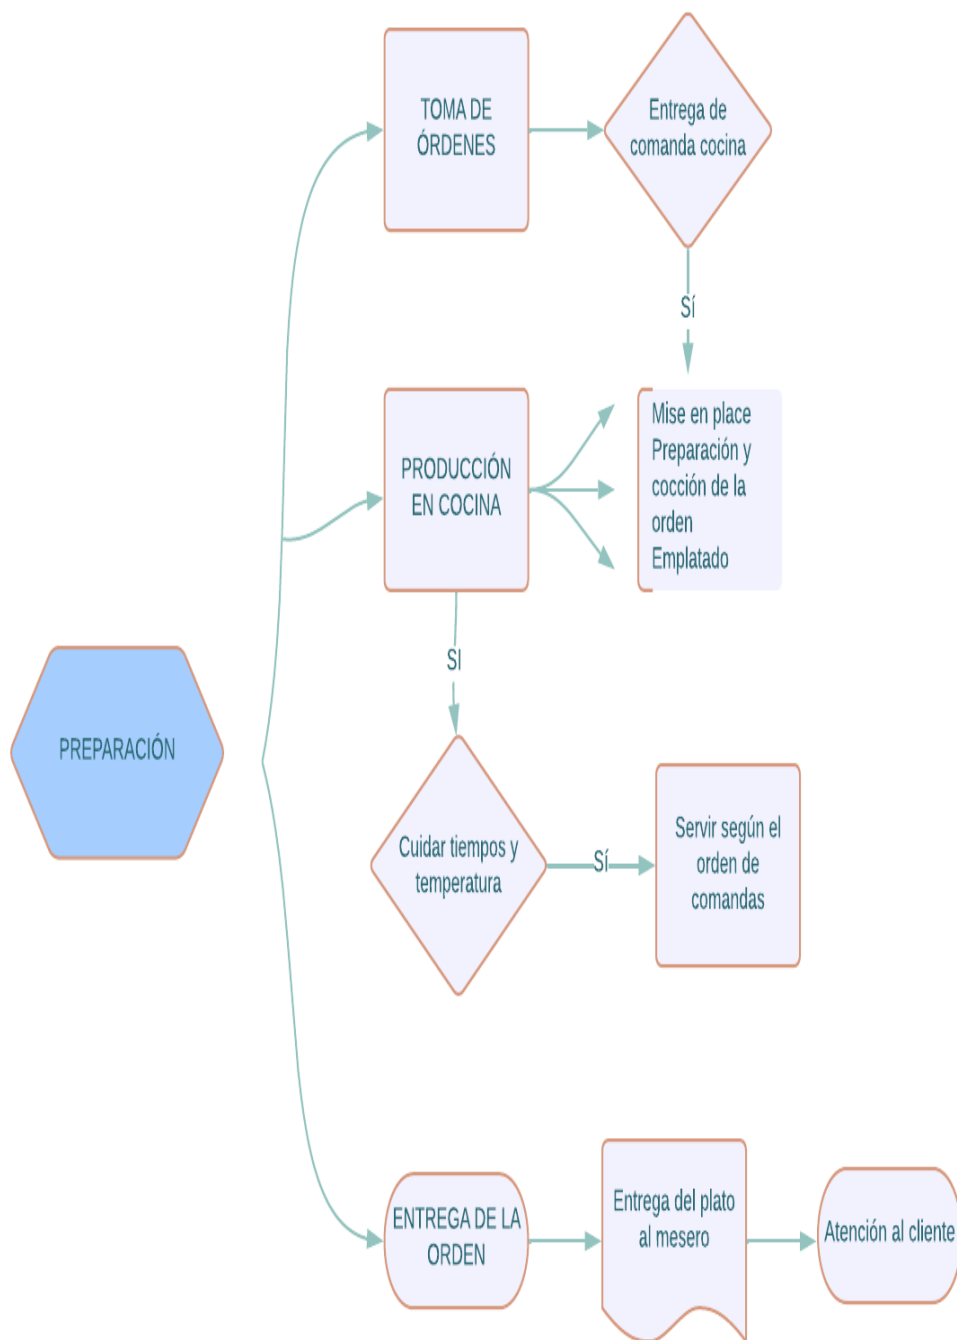 TOMA DE
ÓRDENES
Entrega de
comanda cocina
Sí
PRODUCCIÓN
EN COCINA
Mise en place
Preparación y
cocción de la
orden
Emplatado
SI
PREPARACIÓN
Cuidar tiempos y
temperatura
Sí
Servir según el
orden de
comandas
ENTREGA DE LA
ORDEN
Entrega del plato
al mesero
Atención al cliente